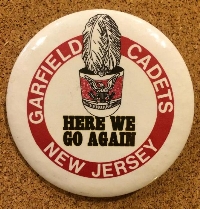 GARFIELD CADETS
HERE WE
GO AGAIN
NEW JERSEY